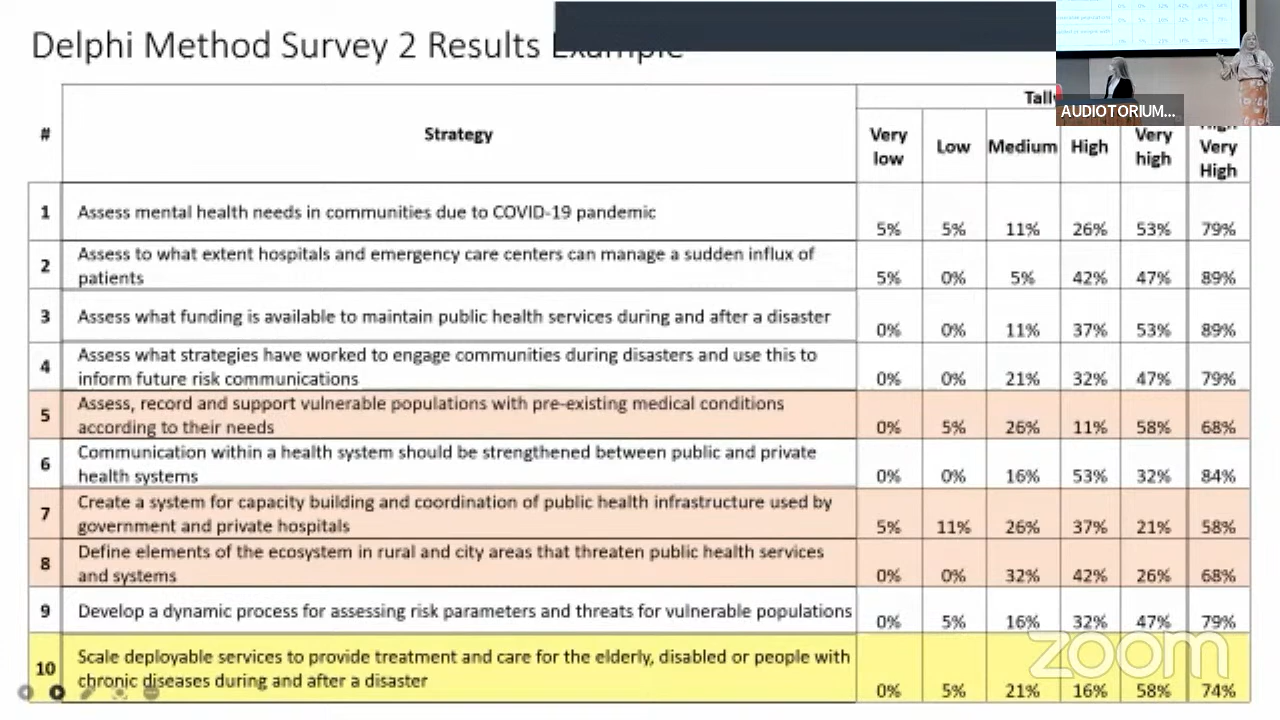 Delphi Method Survey 2 Results Example
AUDIOTORIUM...
# Strategy Tally
Very low Low Medium High Very high High Very High
1 Assess mental health needs in communities due to COVID-19 pandemic 5% 5% 11% 26% 53% 79%
2 Assess to what extent hospitals and emergency care centers can manage a sudden influx of
patients 5% 0% 5% 42% 47% 89%
3 Assess what funding is available to maintain public health services during and after a disaster 0% 0% 11% 37% 53% 89%
4 Assess what strategies have worked to engage communities during disasters and use this to
inform future risk communications 0% 0% 21% 32% 47% 79%
5 Assess, record and support vulnerable populations with pre-existing medical conditions
according to their needs 0% 5% 26% 11% 58% 68%
6 Communication within a health system should be strengthened between public and private
health systems 0% 0% 16% 53% 32% 84%
7 Create a system for capacity building and coordination of public health infrastructure used by
government and private hospitals 5% 11% 26% 37% 21% 58%
8 Define elements of the ecosystem in rural and city areas that threaten public health services
and systems 0% 0% 32% 42% 26% 68%
9 Develop a dynamic process for assessing risk parameters and threats for vulnerable populations 0% 5% 16% 32% 47% 79%
10 Scale deployable services to provide treatment and care for the elderly, disabled or people with
chronic diseases during and after a disaster 0% 5% 21% 16% 58% 74%
zoom